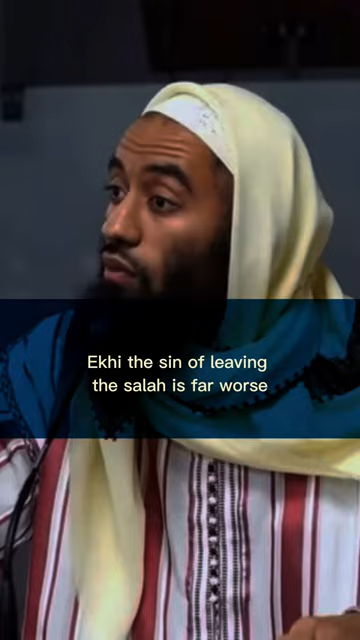 Ekhi the sin of leaving
the salah is far worse